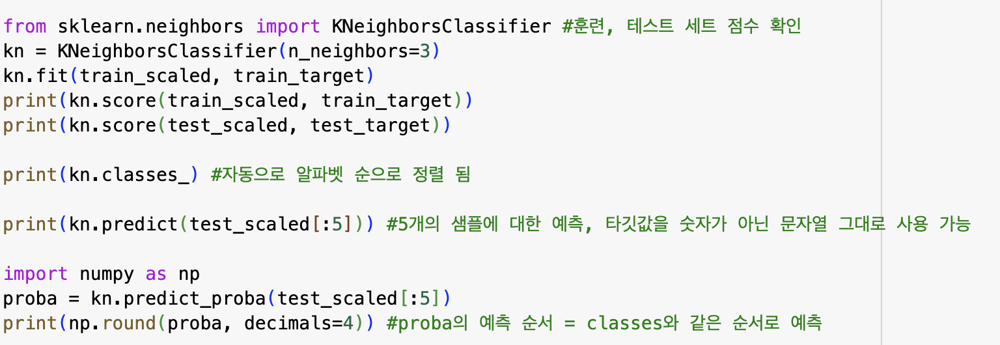 from sklearn.neighbors import KNeighborsClassifier #훈련, 테스트 세트 점수 확인
kn = KNeighborsClassifier(n_neighbors=3)
kn.fit(train_scaled, train_target)
print(kn.score(train_scaled, train_target))
print(kn.score(test_scaled, test_target))
print(kn.classes_) #자동으로 알파벳 순으로 정렬 됨
print(kn.predict(test_scaled[:5])) #5개의 샘플에 대한 예측, 타깃값을 숫자가 아닌 문자열 그대로 사용 가능
import numpy as np
proba = kn.predict_proba(test_scaled[:5])
print(np.round(proba, decimals=4)) #proba의 예측 순서 = classes와 같은 순서로 예측